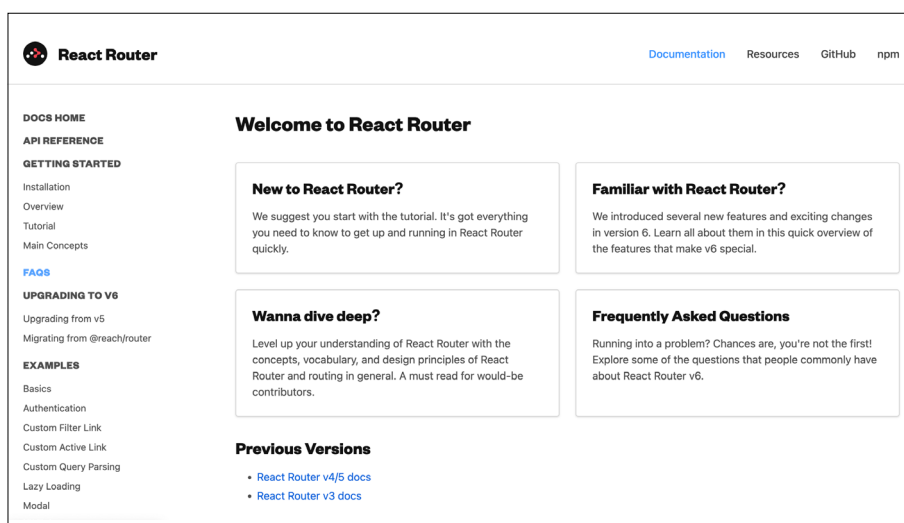 React Router
Documentation Resources GitHub npm
DOCS HOME
API REFERENCE
GETTING STARTED
Installation
Overview
Tutorial
Main Concepts
FAQS
UPGRADING TO V6
Upgrading from v5
Migrating from @reach/router
EXAMPLES
Basics
Authentication
Custom Filter Link
Custom Active Link
Custom Query Parsing
Lazy Loading
Modal
Welcome to React Router
New to React Router?
We suggest you start with the tutorial. It's got everything
you need to know to get up and running in React Router
quickly.
Familiar with React Router?
We introduced several new features and exciting changes
in version 6. Learn all about them in this quick overview of
the features that make v6 special.
Wanna dive deep?
Level up your understanding of React Router with the
concepts, vocabulary, and design principles of React
Router and routing in general. A must read for would-be
contributors.
Frequently Asked Questions
Running into a problem? Chances are, you're not the first!
Explore some of the questions that people commonly have
about React Router v6.
Previous Versions
• React Router v4/5 docs
• React Router v3 docs